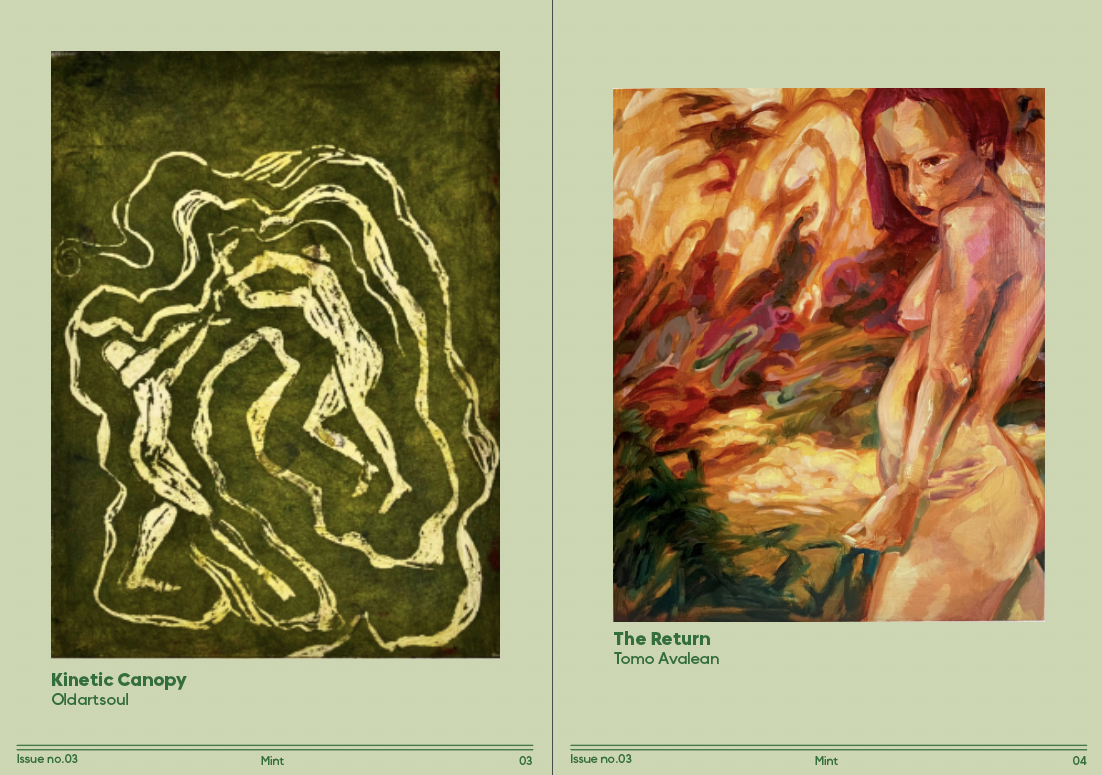 Kinetic Canopy
Oldartsoul
Issue no.03
Mint
03
The Return
Tomo Avalean
Issue no.03
Mint
04